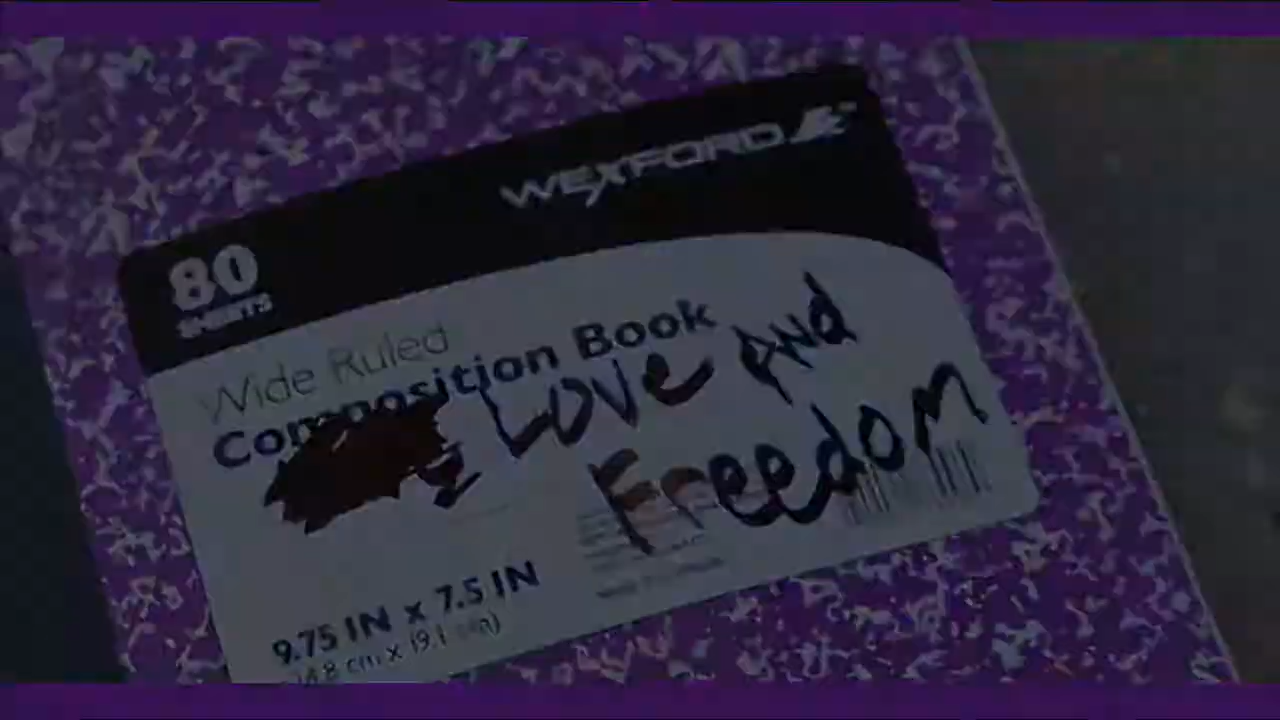 WEXFORD
80
SHEETS
Wide Ruled
Composition Book
Love And
Freedom
9.75 IN x 7.5 IN